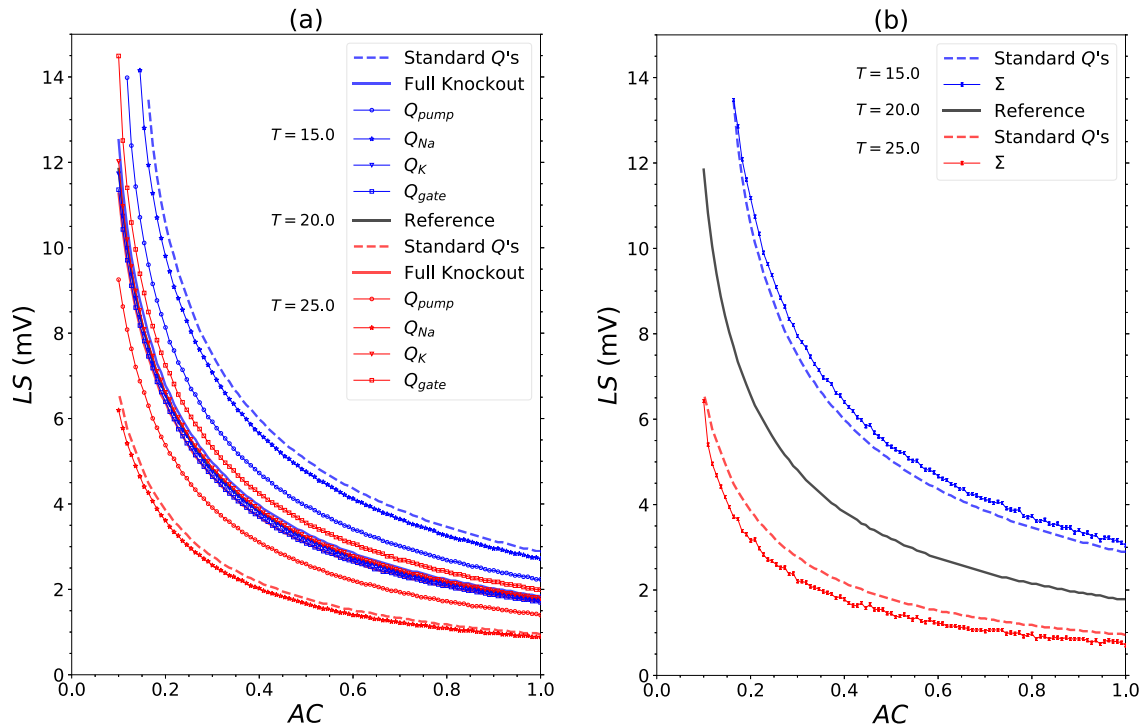 (a)
LS (mV)
14
12
10
8
6
4
2
0
0.0 0.2 0.4 0.6 0.8 1.0
AC
Standard Q's
Full Knockout
Q_pump
T = 15.0
Q_Na
Q_K
Q_gate
T = 20.0
Reference
Standard Q's
Full Knockout
T = 25.0
Q_pump
Q_Na
Q_K
Q_gate
(b)
LS (mV)
14
12
10
8
6
4
2
0
0.0 0.2 0.4 0.6 0.8 1.0
AC
Standard Q's
T = 15.0
Σ
T = 20.0
Reference
Standard Q's
T = 25.0
Σ